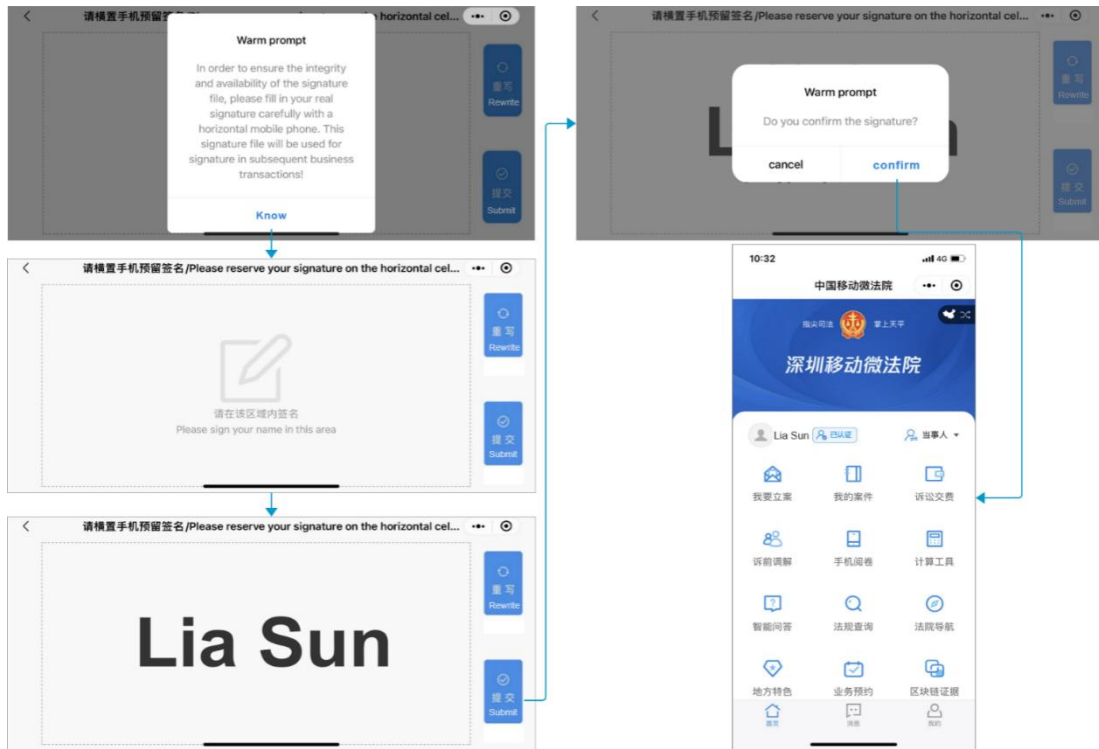 请横置手机预留签
horizontal cel...
Warm prompt
In order to ensure the integrity
and availability of the signature
file, please fill in your real
signature carefully with a
horizontal mobile phone. This
signature file will be used for
signature in subsequent business
transactions!
Know
重写
Rewrite
提交
Submit
请横置手机预留签名/Please reserve your signature on the horizontal cel...
重写
Rewrite
请在该区域内签名
Please sign your name in this area
提交
Submit
请横置手机预留签名/Please reserve your signature on the horizontal cel...
重写
Rewrite
Lia Sun
提交
Submit
请横置手机预留签名/Please reserve your signature on the horizontal cel...
重写
Rewrite
Warm prompt
Do you confirm the signature?
cancel confirm
提交
Submit
10:32 4G
中国移动微法院
指尖司法 掌上天平
深圳移动微法院
Lia Sun 已认证 当事人
我要立案 我的案件 诉讼交费
诉前调解 手机阅卷 计算工具
智能问答 法规查询 法院导航
地方特色 业务预约 区块链证据
首页 消息 我的